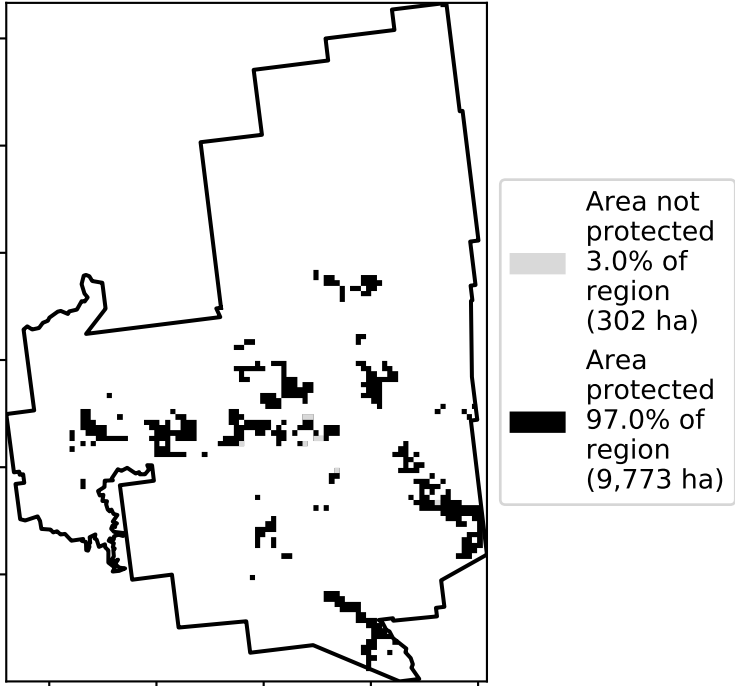 Area not
protected
3.0% of
region
(302 ha)
Area
protected
97.0% of
region
(9,773 ha)